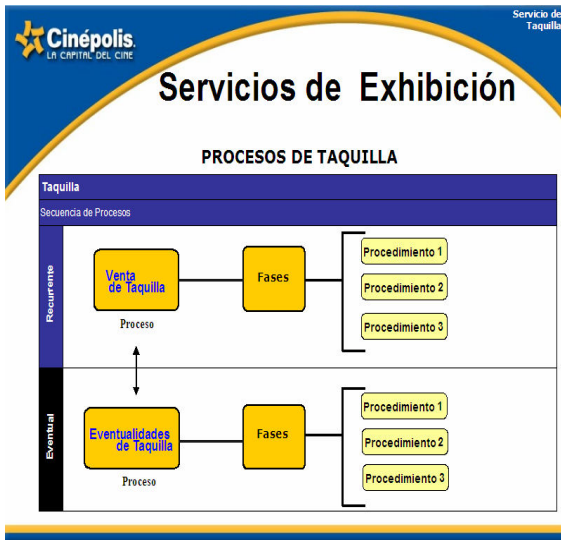 Cinépolis.
LA CAPITAL DEL CINE
Servicio de
Taquilla
Servicios de Exhibición
PROCESOS DE TAQUILLA
Taquilla
Secuencia de Procesos
Recurrente
Venta
de Taquilla
Proceso
Fases
Procedimiento 1
Procedimiento 2
Procedimiento 3
Eventual
Eventualidades
de Taquilla
Proceso
Fases
Procedimiento 1
Procedimiento 2
Procedimiento 3